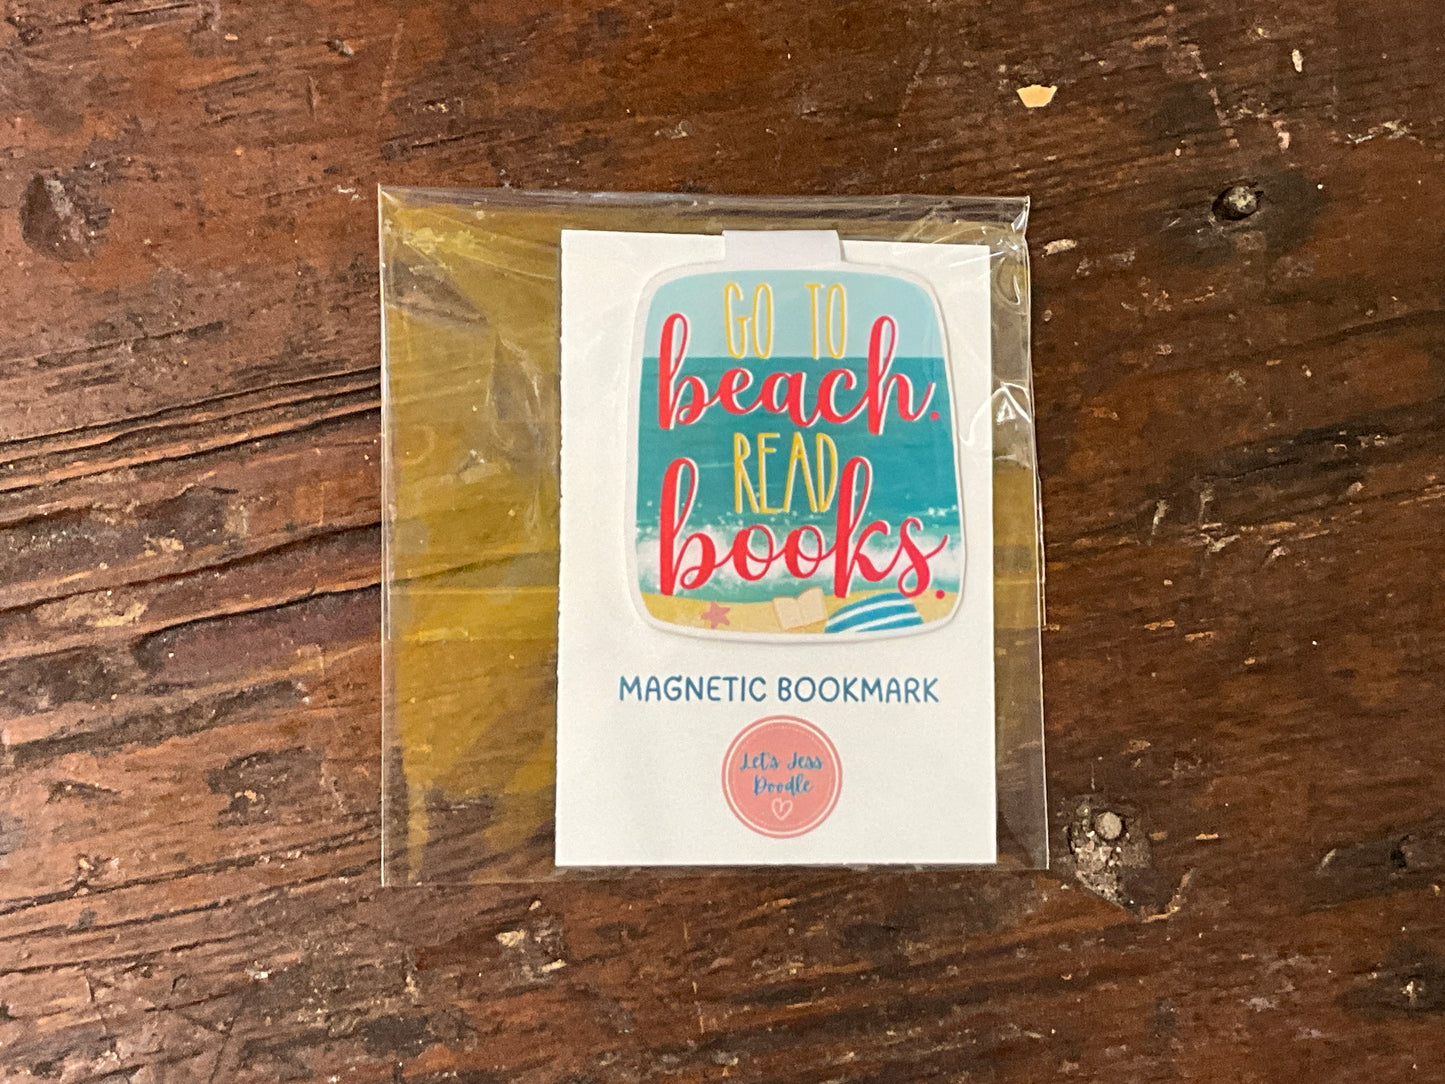 GO TO
beach.
READ
books.
MAGNETIC BOOKMARK
Let's Jess
Doodle